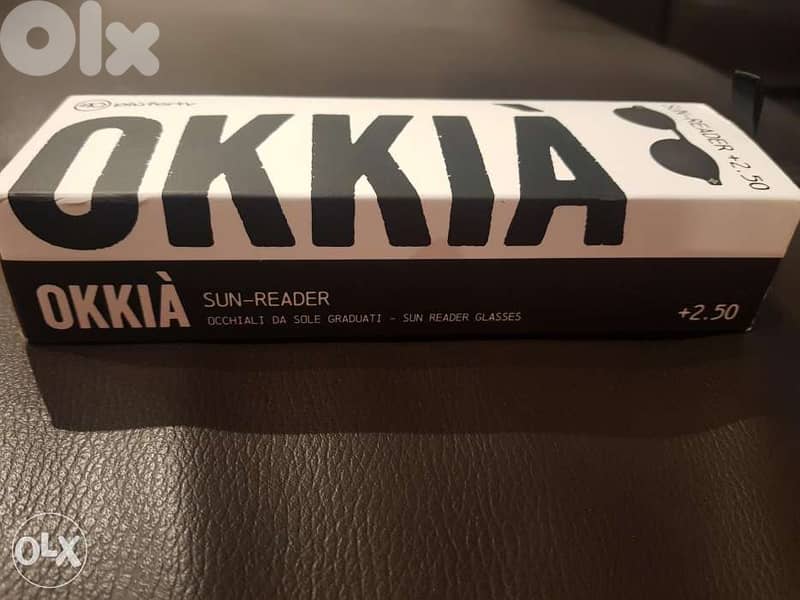 OLX
OKKIÀ
SUN-READER +2.50
OKKIÀ
SUN-READER
OCCHIALI DA SOLE GRADUATI - SUN READER GLASSES
+2.50
OLX